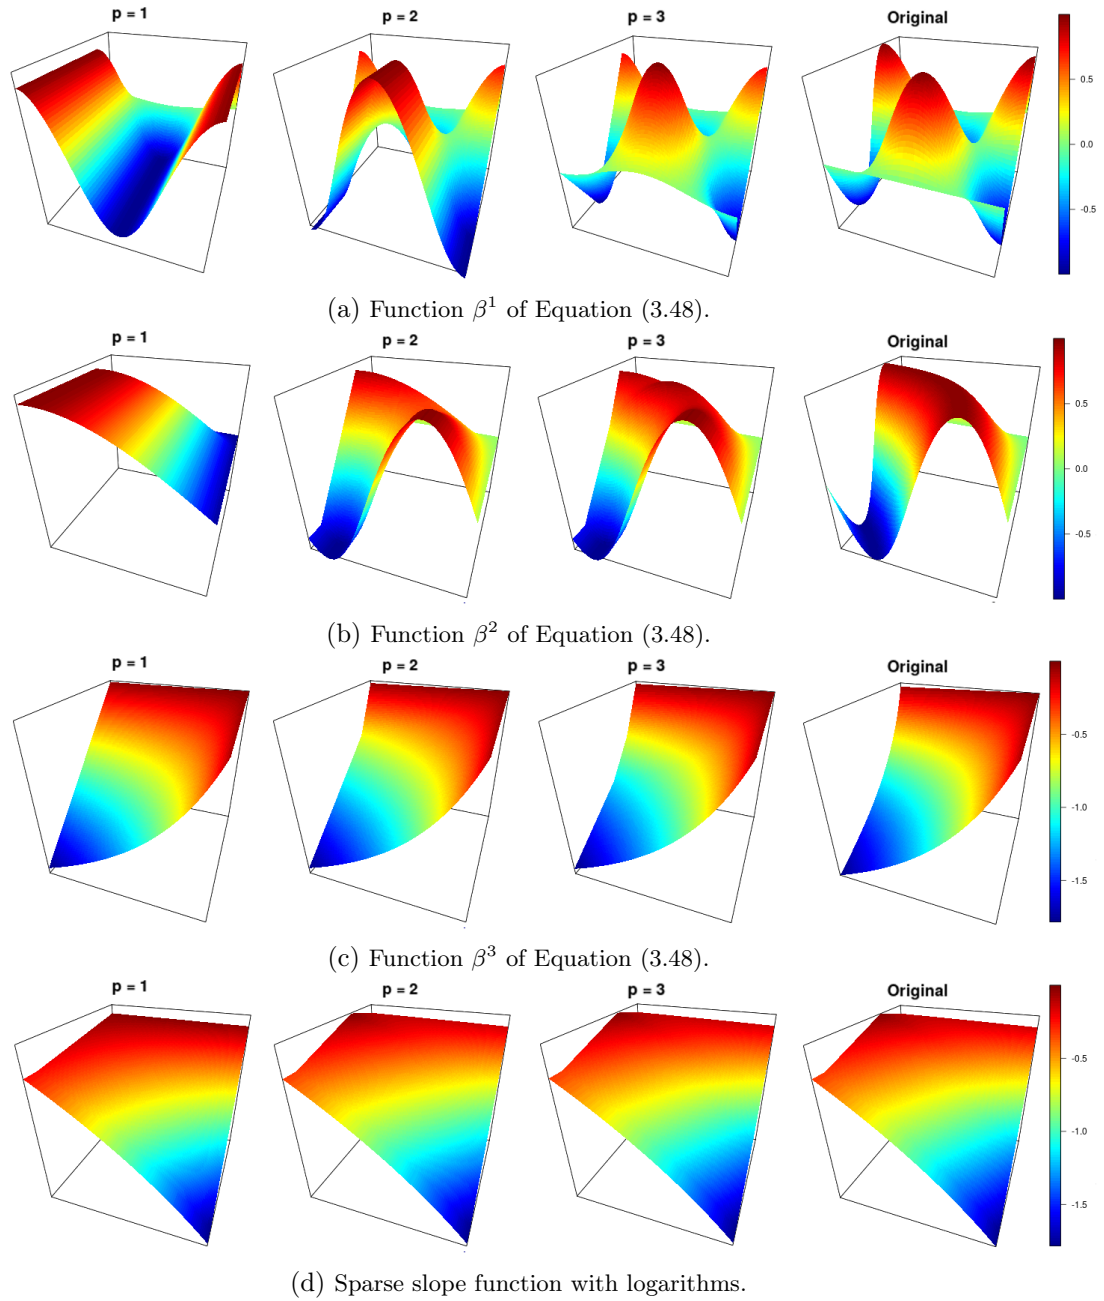 p = 1 p = 2 p = 3 Original
0.5
0.0
-0.5
(a) Function β¹ of Equation (3.48).
p = 1 p = 2 p = 3 Original
0.5
0.0
-0.5
(b) Function β² of Equation (3.48).
p = 1 p = 2 p = 3 Original
-0.5
-1.0
-1.5
(c) Function β³ of Equation (3.48).
p = 1 p = 2 p = 3 Original
-0.5
-1.0
-1.5
(d) Sparse slope function with logarithms.